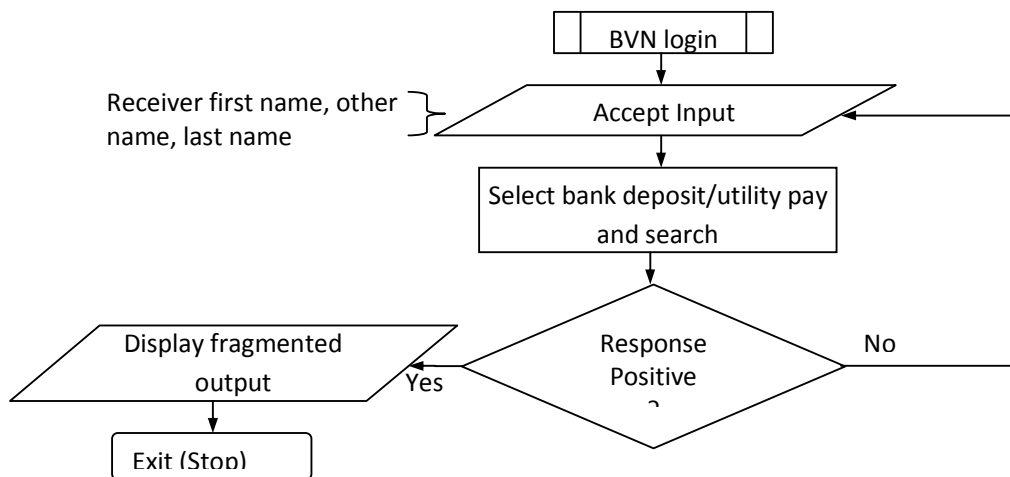 BVN login
Receiver first name, other
name, last name
Accept Input
Select bank deposit/utility pay
and search
Response
Positive
?
No
Yes
Display fragmented
output
Exit (Stop)